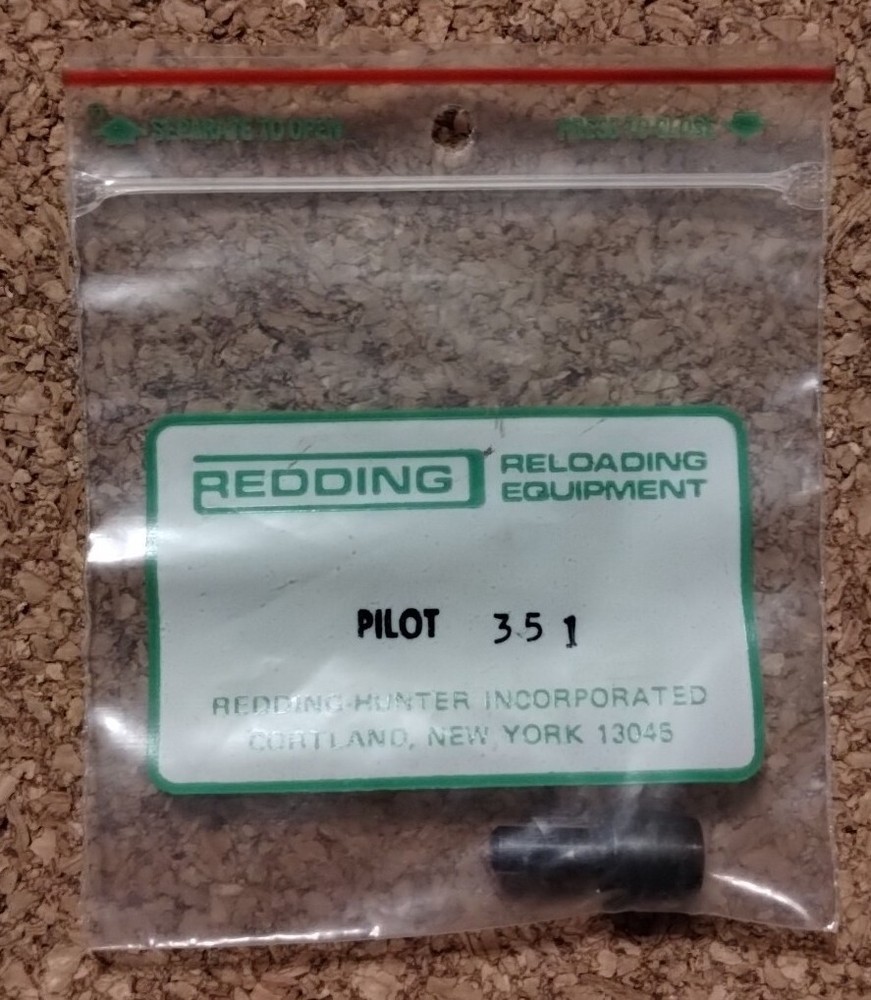 SEPARATE TO OPEN PRESS TO CLOSE
REDDING RELOADING
EQUIPMENT
PILOT 351
REDDING-HUNTER INCORPORATED
CORTLAND, NEW YORK 13045